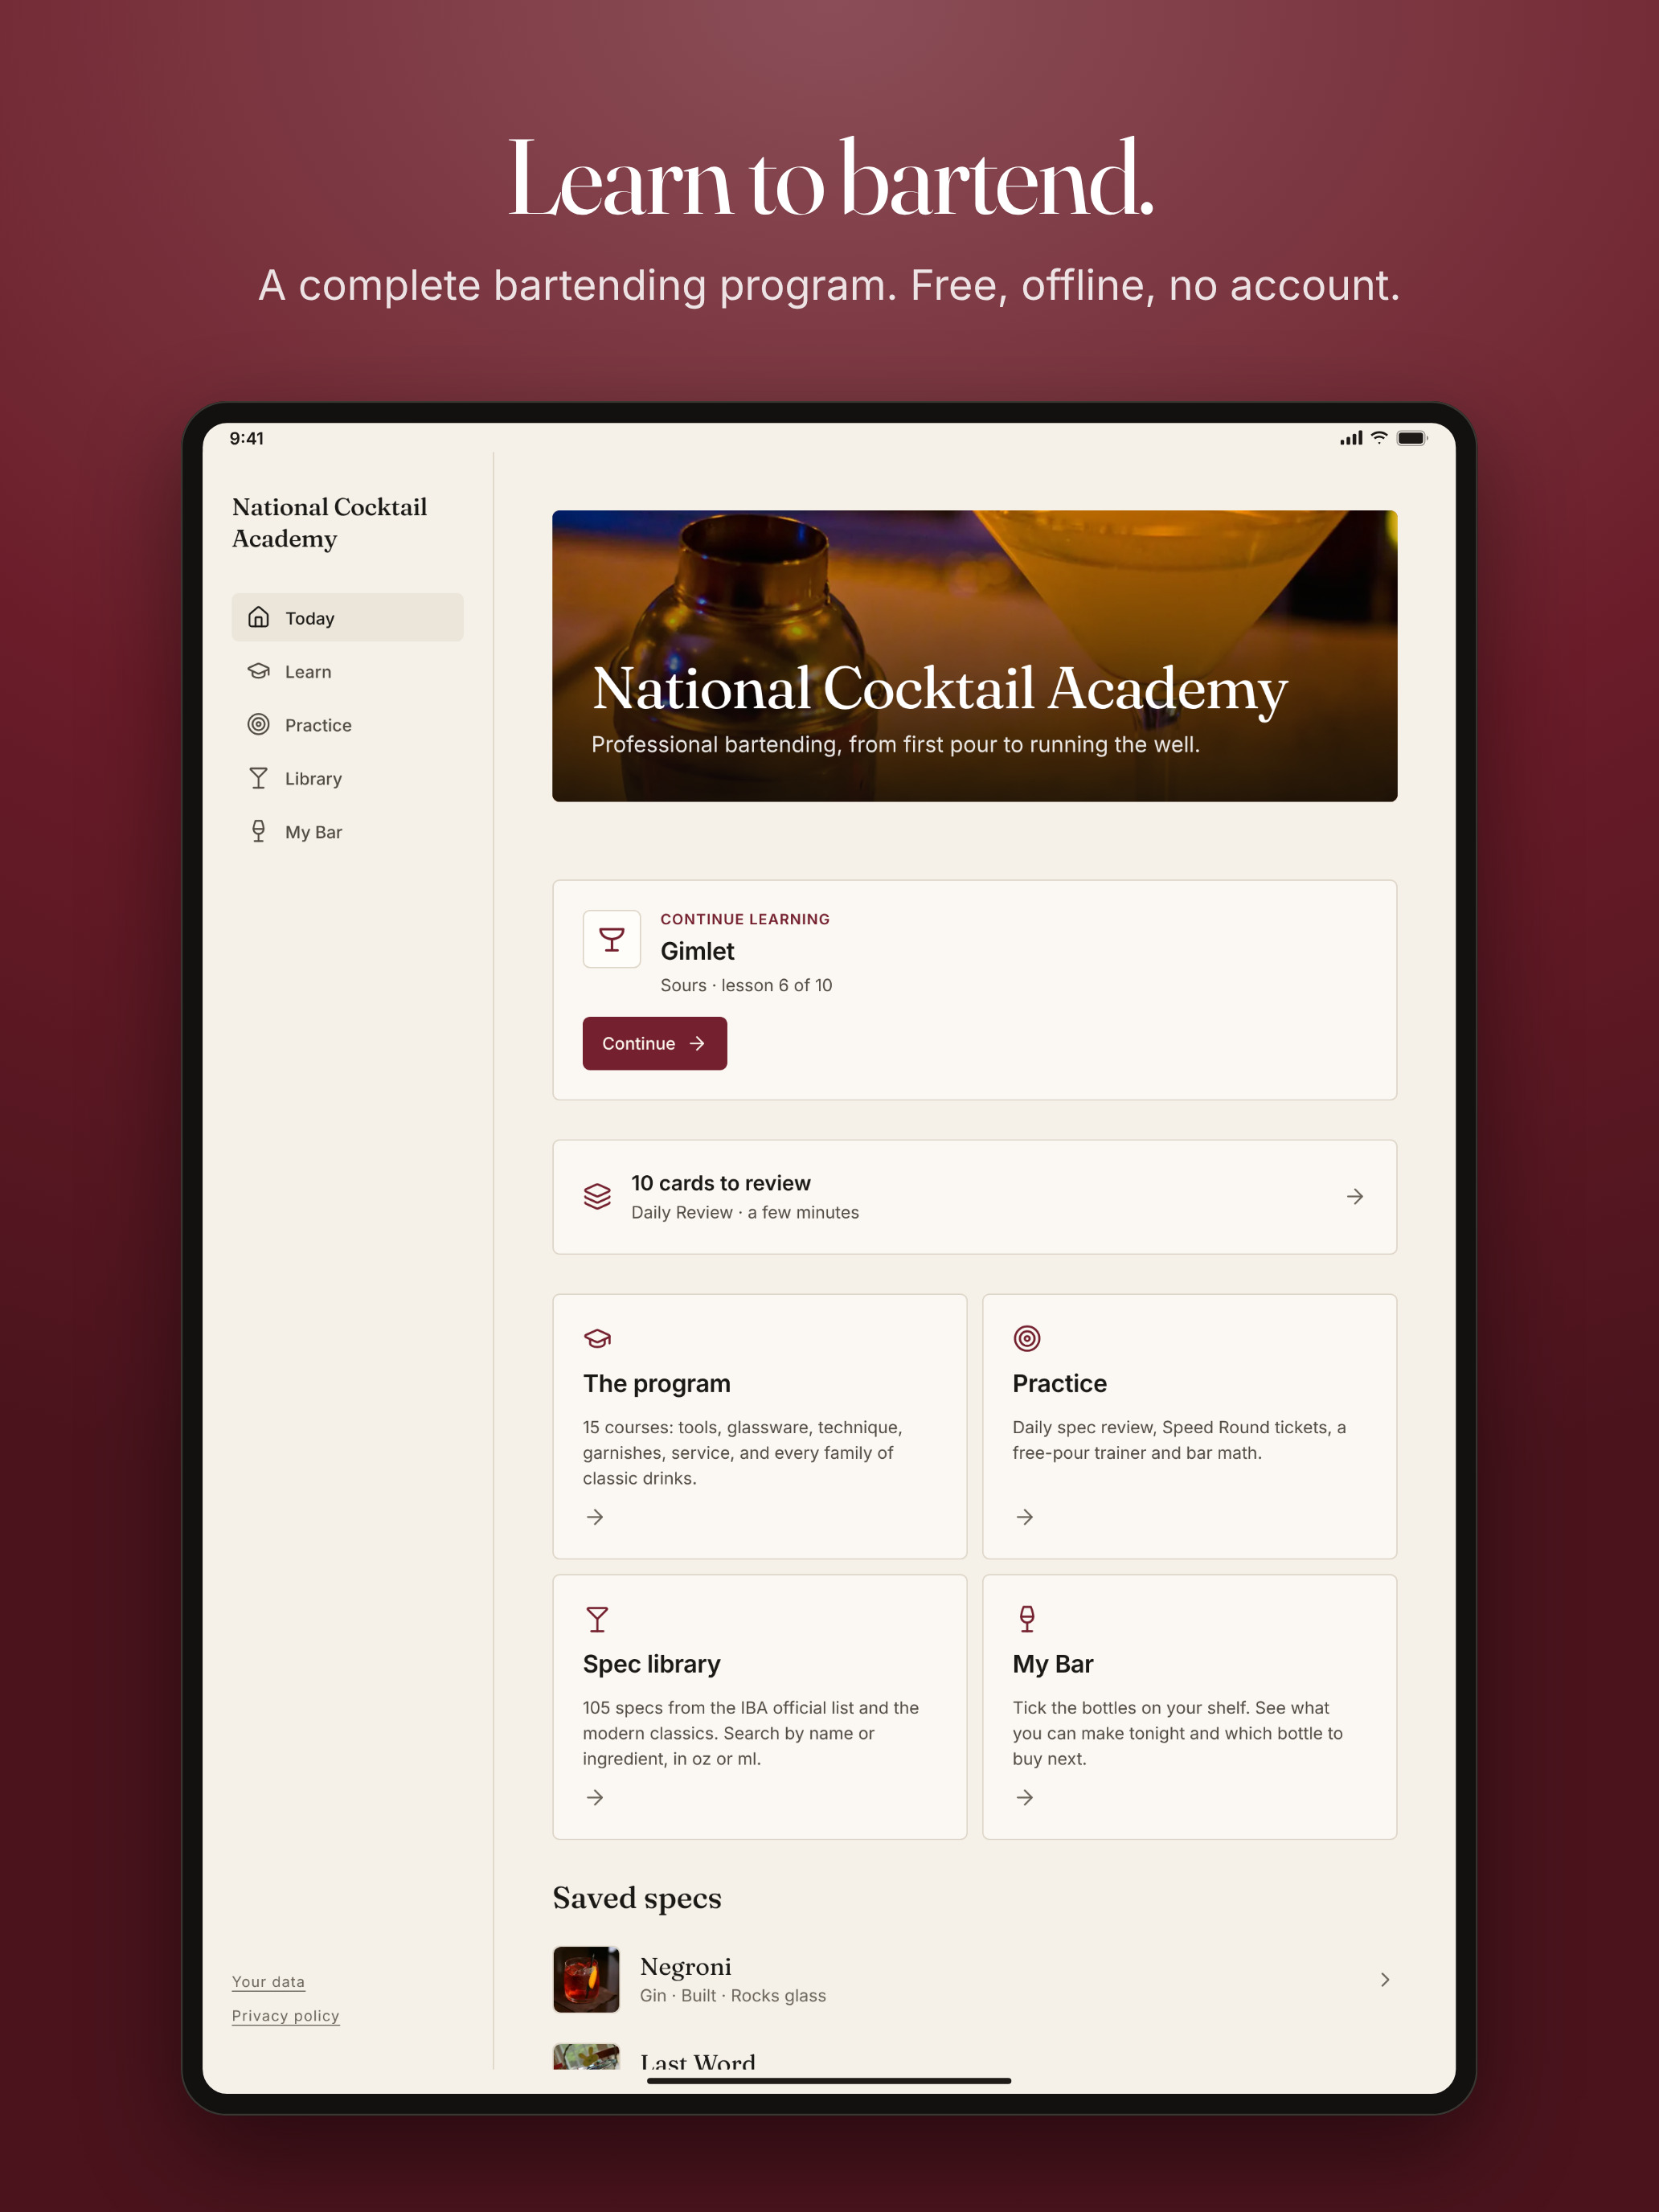 Learn to bartend.
A complete bartending program. Free, offline, no account.
9:41
National Cocktail
Academy
Today
Learn
Practice
Library
My Bar
Your data
Privacy policy
National Cocktail Academy
Professional bartending, from first pour to running the well.
CONTINUE LEARNING
Gimlet
Sours · lesson 6 of 10
Continue
10 cards to review
Daily Review · a few minutes
The program
15 courses: tools, glassware, technique,
garnishes, service, and every family of
classic drinks.
Practice
Daily spec review, Speed Round tickets, a
free-pour trainer and bar math.
Spec library
105 specs from the IBA official list and the
modern classics. Search by name or
ingredient, in oz or ml.
My Bar
Tick the bottles on your shelf. See what
you can make tonight and which bottle to
buy next.
Saved specs
Negroni
Gin · Built · Rocks glass
Last Word